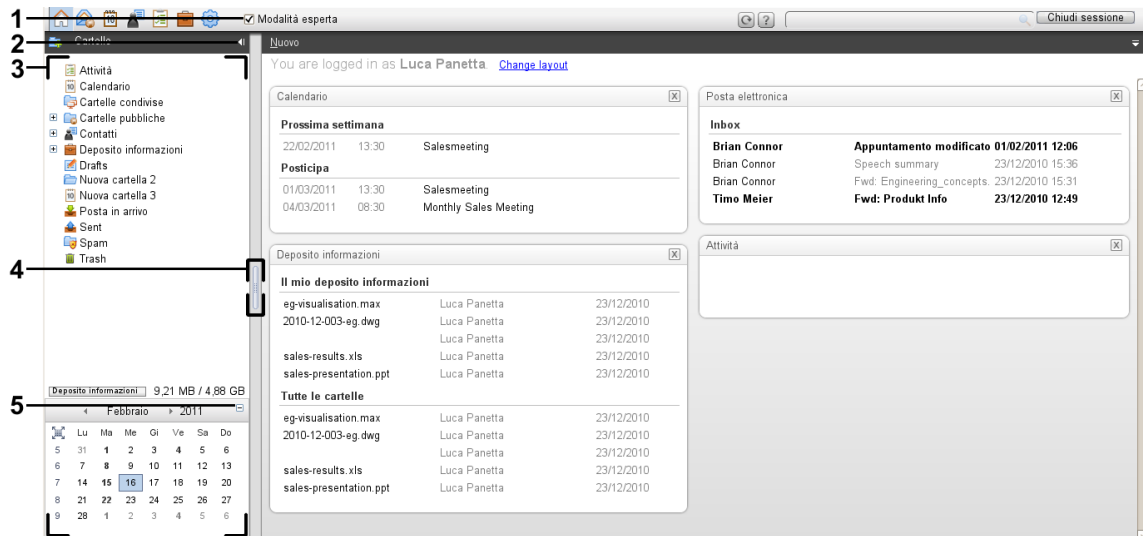 1
Modalità esperta
?
Chiudi sessione
2
Cartelle
Nuovo
3
You are logged in as Luca Panetta. Change layout
Attività
Calendario
Cartelle condivise
Cartelle pubbliche
Contatti
Deposito informazioni
Drafts
Nuova cartella 2
Nuova cartella 3
Posta in arrivo
Sent
Spam
Trash
4
Deposito informazioni 9,21 MB / 4,88 GB
5
Febbraio 2011
Lu Ma Me Gi Ve Sa Do
5 31 1 2 3 4 5 6
6 7 8 9 10 11 12 13
7 14 15 16 17 18 19 20
8 21 22 23 24 25 26 27
9 28 1 2 3 4 5 6
Calendario X
Prossima settimana
22/02/2011 13:30 Salesmeeting
Posticipa
01/03/2011 13:30 Salesmeeting
04/03/2011 08:30 Monthly Sales Meeting
Deposito informazioni X
Il mio deposito informazioni
eg-visualisation.max Luca Panetta 23/12/2010
2010-12-003-eg.dwg Luca Panetta 23/12/2010
Luca Panetta 23/12/2010
sales-results.xls Luca Panetta 23/12/2010
sales-presentation.ppt Luca Panetta 23/12/2010
Tutte le cartelle
eg-visualisation.max Luca Panetta 23/12/2010
2010-12-003-eg.dwg Luca Panetta 23/12/2010
Luca Panetta 23/12/2010
sales-results.xls Luca Panetta 23/12/2010
sales-presentation.ppt Luca Panetta 23/12/2010
Posta elettronica X
Inbox
Brian Connor Appuntamento modificato 01/02/2011 12:06
Brian Connor Speech summary 23/12/2010 15:36
Brian Connor Fwd: Engineering_concepts. 23/12/2010 15:31
Timo Meier Fwd: Produkt Info 23/12/2010 12:49
Attività X